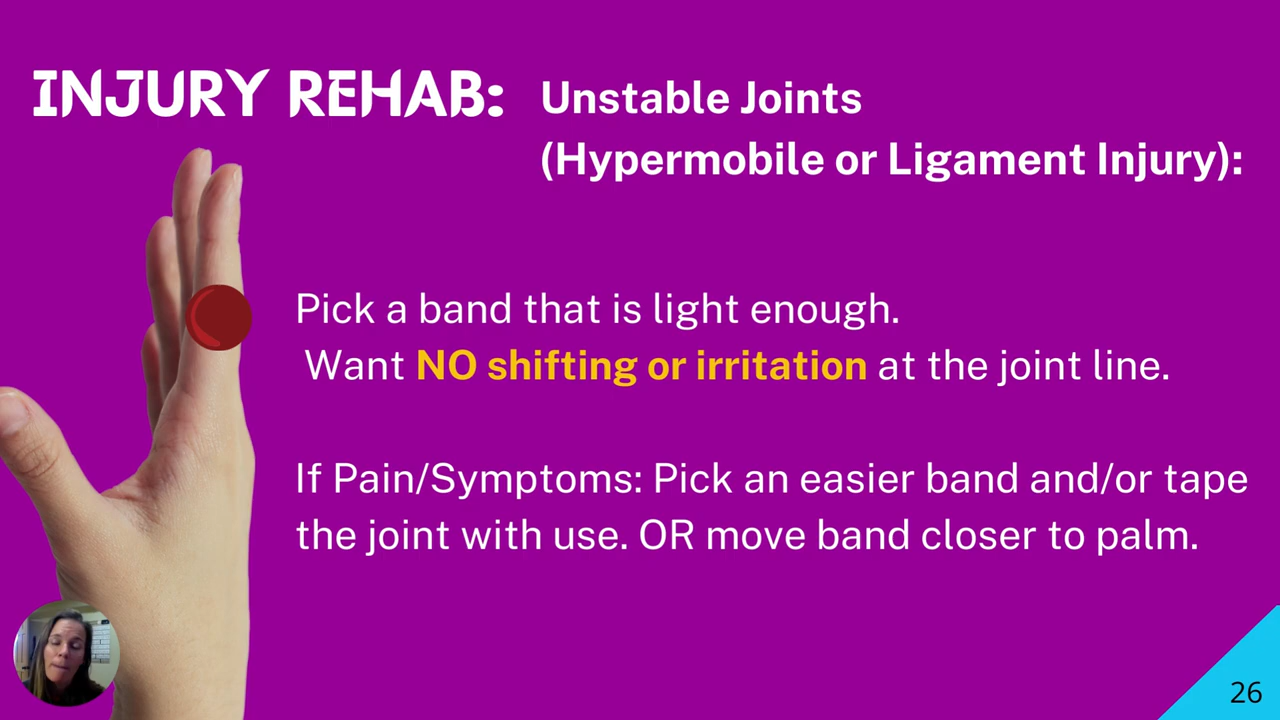 INJURY REHAB:
Unstable Joints
(Hypermobile or Ligament Injury):
Pick a band that is light enough.
Want NO shifting or irritation at the joint line.
If Pain/Symptoms: Pick an easier band and/or tape
the joint with use. OR move band closer to palm.
26